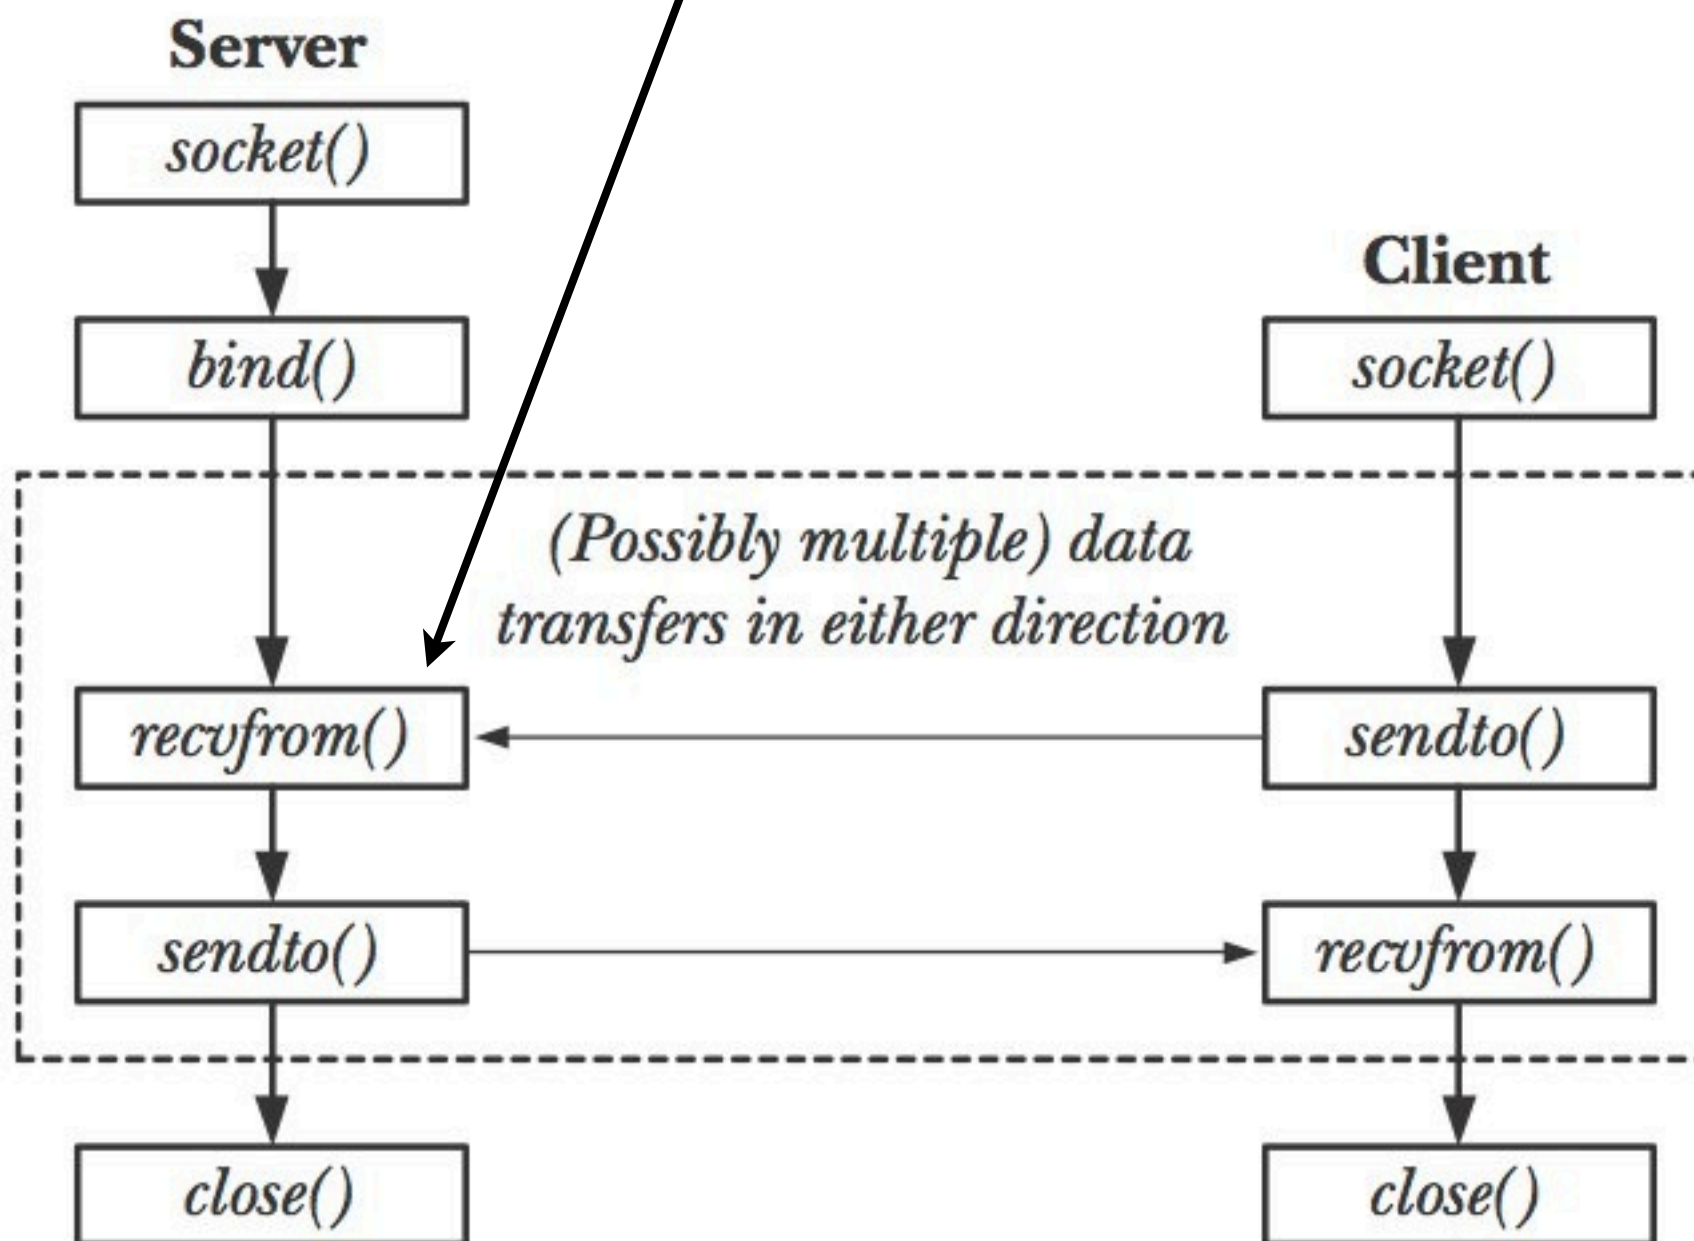 Server
socket()
bind()
Client
socket()
(Possibly multiple) data
transfers in either direction
recvfrom()
sendto()
sendto()
recvfrom()
close()
close()